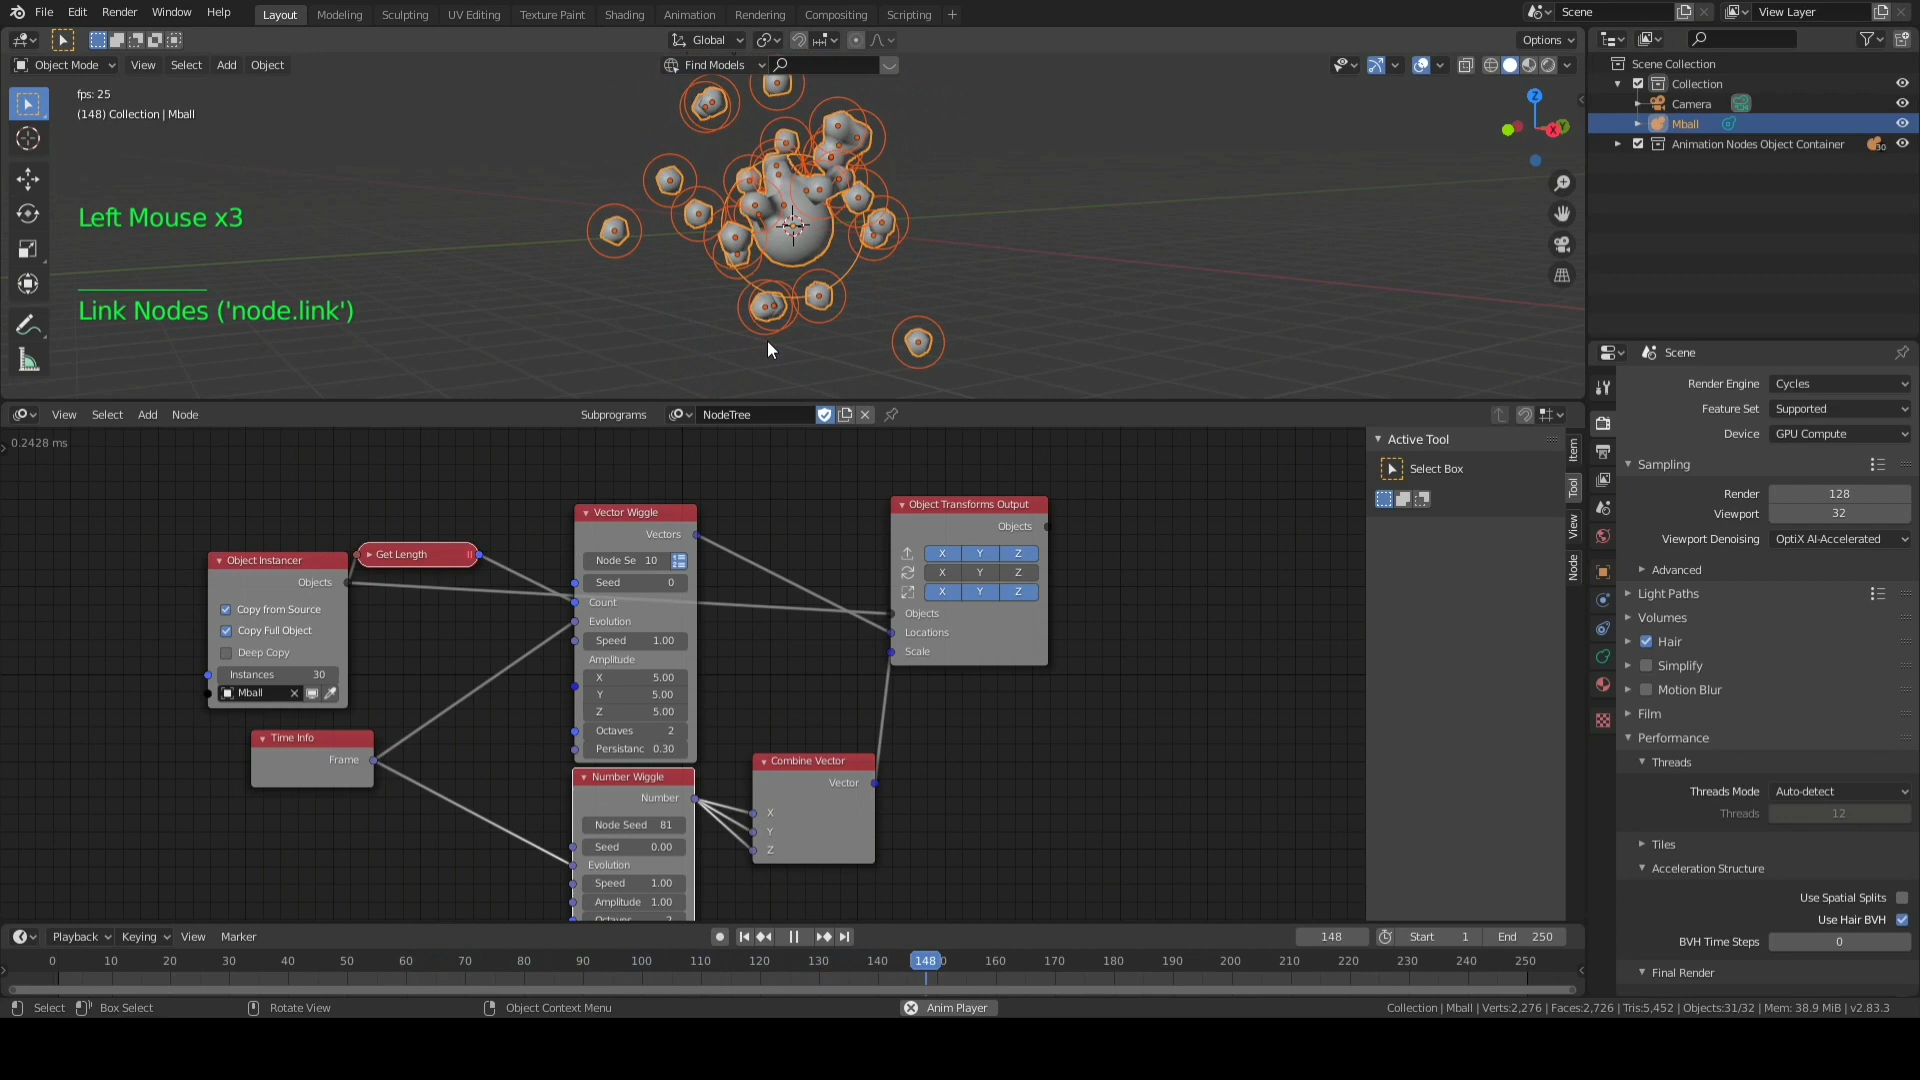 File Edit Render Window Help Layout Modeling Sculpting UV Editing Texture Paint Shading Animation Rendering Compositing Scripting + Scene View Layer
Global Options
Object Mode View Select Add Object Find Models
fps: 25
(148) Collection | Mball
Left Mouse x3
Link Nodes ('node.link')
Z
X
Y
Scene Collection
Collection
Camera
Mball
Animation Nodes Object Container 30
View Select Add Node Subprograms NodeTree
0.2428 ms
Object Instancer
Objects
Copy from Source
Copy Full Object
Deep Copy
Instances 30
Mball
Get Length
Time Info
Frame
Vector Wiggle
Vectors
Node Se 10
Seed 0
Count
Evolution
Speed 1.00
Amplitude
X 5.00
Y 5.00
Z 5.00
Octaves 2
Persistanc 0.30
Number Wiggle
Number
Node Seed 81
Seed 0.00
Evolution
Speed 1.00
Amplitude 1.00
Octaves 2
Combine Vector
Vector
X
Y
Z
Object Transforms Output
Objects
X Y Z
X Y Z
X Y Z
Objects
Locations
Scale
Active Tool
Select Box
Item
Tool
View
Node
Scene
Render Engine Cycles
Feature Set Supported
Device GPU Compute
Sampling
Render 128
Viewport 32
Viewport Denoising OptiX AI-Accelerated
Advanced
Light Paths
Volumes
Hair
Simplify
Motion Blur
Film
Performance
Threads
Threads Mode Auto-detect
Threads 12
Tiles
Acceleration Structure
Use Spatial Splits
Use Hair BVH
BVH Time Steps 0
Final Render
Playback Keying View Marker 148 Start 1 End 250
0 10 20 30 40 50 60 70 80 90 100 110 120 130 140 148 160 170 180 190 200 210 220 230 240 250
Select Box Select Rotate View Object Context Menu Anim Player Collection | Mball | Verts:2,276 | Faces:2,726 | Tris:5,452 | Objects:31/32 | Mem: 38.9 MiB | v2.83.3